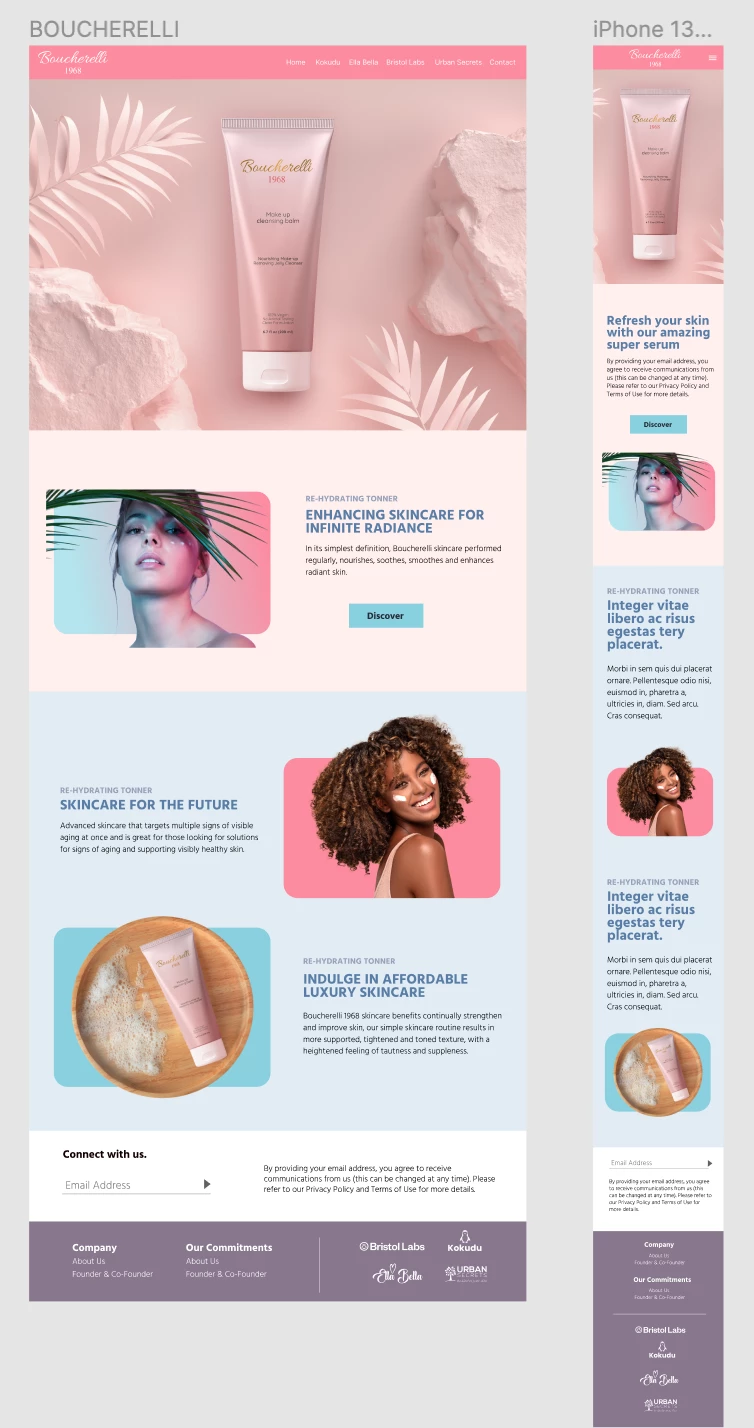 BOUCHERELLI
Boucherelli
1968
Home Kokudu Ella Bella Bristol Labs Urban Secrets Contact
Boucherelli
1968
Make up
cleansing balm
Nourishing Make up
Removing Jelly Cleanser
RE-HYDRATING TONNER
ENHANCING SKINCARE FOR
INFINITE RADIANCE
In its simplest definition, Boucherelli skincare performed
regularly, nourishes, soothes, smoothes and enhances
radiant skin.
Discover
RE-HYDRATING TONNER
SKINCARE FOR THE FUTURE
Advanced skincare that targets multiple signs of visible
aging at once and is great for those looking for solutions
for signs of aging and supporting visibly healthy skin.
Boucherelli
RE-HYDRATING TONNER
INDULGE IN AFFORDABLE
LUXURY SKINCARE
Boucherelli 1968 skincare benefits continually strengthen
and improve skin, our simple skincare routine results in
more supported, tightened and toned texture, with a
heightened feeling of tautness and suppleness.
Connect with us.
Email Address
By providing your email address, you agree to receive
communications from us (this can be changed at any time). Please
refer to our Privacy Policy and Terms of Use for more details.
Company
About Us
Founder & Co-Founder
Our Commitments
About Us
Founder & Co-Founder
Bristol Labs
Kokudu
Ella Bella
URBAN
SECRETS
iPhone 13...
Boucherelli
1968
Boucherelli
1968
Make up
cleansing balm
Refresh your skin
with our amazing
super serum
By providing your email address, you
agree to receive communications from
us (this can be changed at any time).
Please refer to our Privacy Policy and
Terms of Use for more details.
Discover
RE-HYDRATING TONNER
Integer vitae
libero ac risus
egestas tery
placerat.
Morbi in sem quis dui placerat
ornare. Pellentesque odio nisi,
euismod in, pharetra a,
ultricies in, diam. Sed arcu.
Cras consequat.
RE-HYDRATING TONNER
Integer vitae
libero ac risus
egestas tery
placerat.
Morbi in sem quis dui placerat
ornare. Pellentesque odio nisi,
euismod in, pharetra a,
ultricies in, diam. Sed arcu.
Cras consequat.
Email Address
By providing your email address, you agree
to receive communications from us (this
can be changed at any time). Please refer to
our Privacy Policy and Terms of Use for
more details.
Company
About Us
Founder & Co-Founder
Our Commitments
About Us
Founder & Co-Founder
Bristol Labs
Kokudu
Ella Bella
URBAN